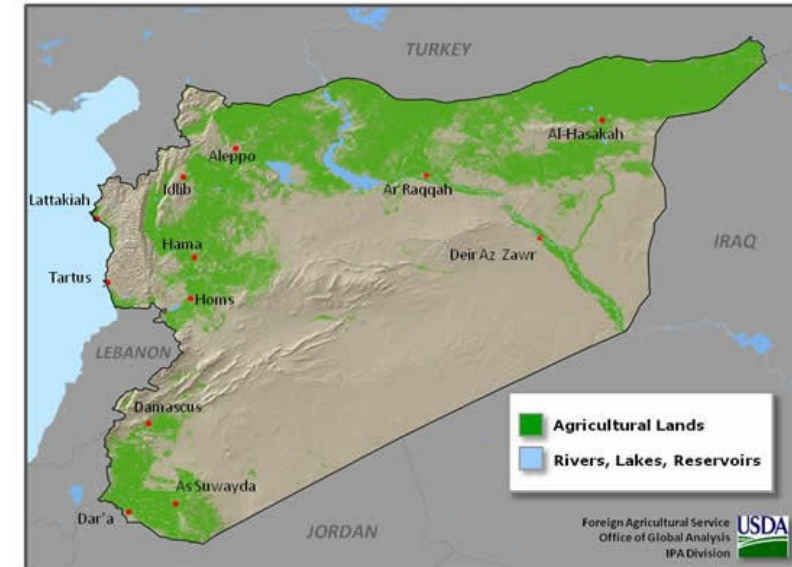 TURKEY
Al-Hasakah
Aleppo
Idlib
Ar Raqqah
Lattakiah
Hama
Deir Az Zawr
IRAQ
Tartus
Homs
LEBANON
Damascus
Agricultural Lands
Rivers, Lakes, Reservoirs
As Suwayda
Dar'a
JORDAN
Foreign Agricultural Service
Office of Global Analysis
IPA Division
USDA